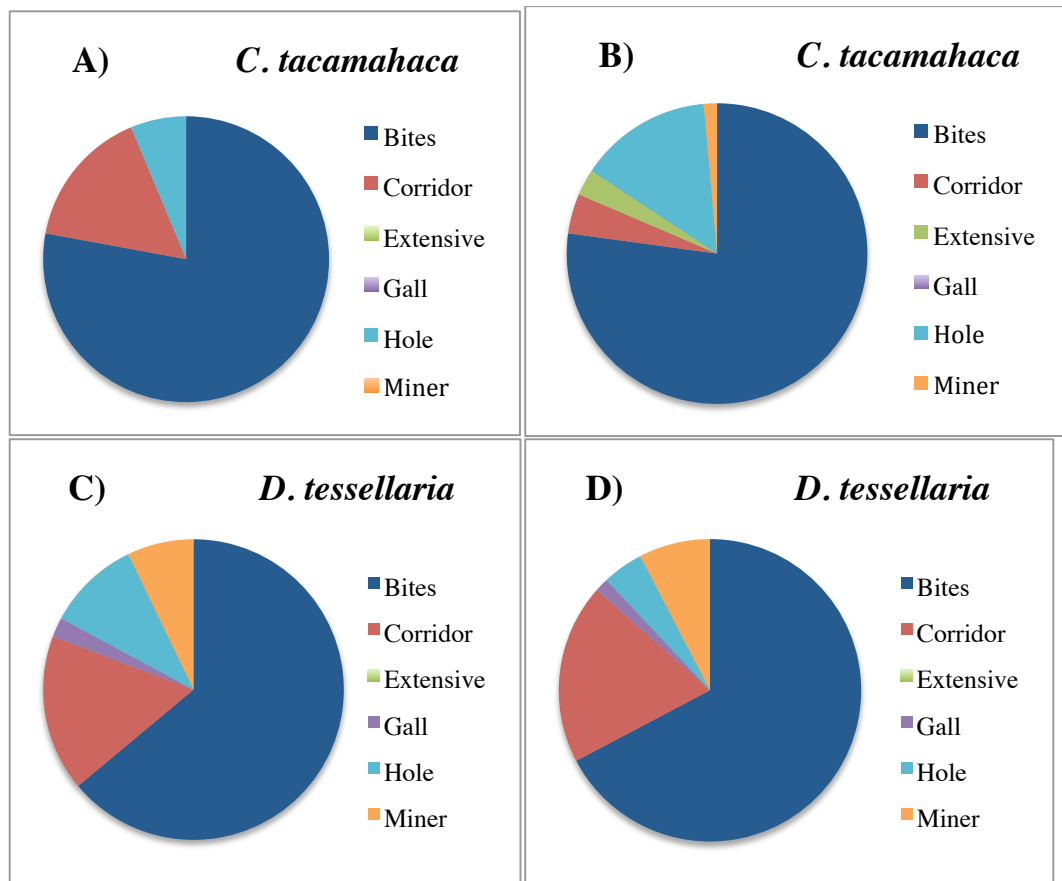 A) C. tacamahaca
Bites
Corridor
Extensive
Gall
Hole
Miner
B) C. tacamahaca
Bites
Corridor
Extensive
Gall
Hole
Miner
C) D. tessellaria
Bites
Corridor
Extensive
Gall
Hole
Miner
D) D. tessellaria
Bites
Corridor
Extensive
Gall
Hole
Miner